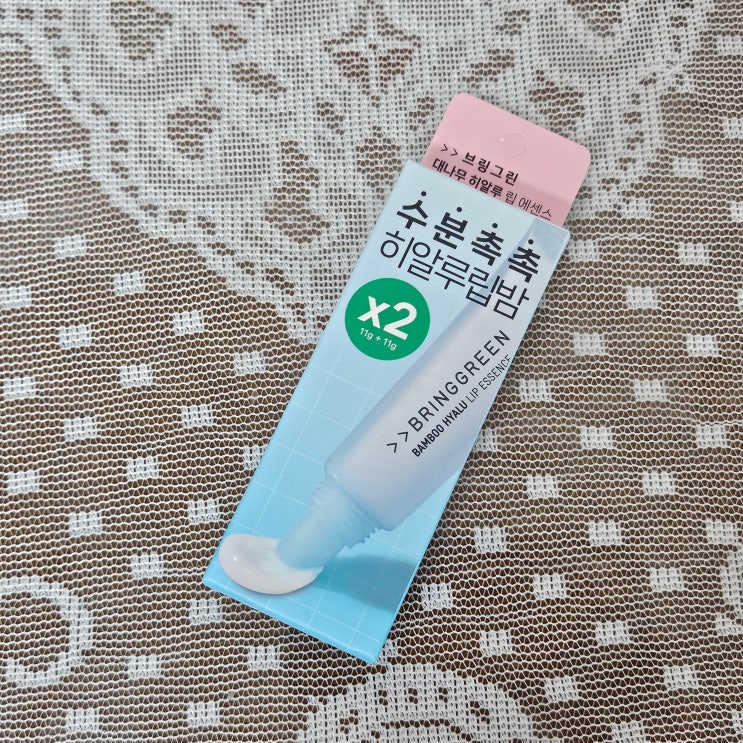 >> 브링그린
대나무 히알루 립 에센스
수분촉촉
히알루립밤
x2
11g + 11g
>> BRINGGREEN
BAMBOO HYALU LIP ESSENCE